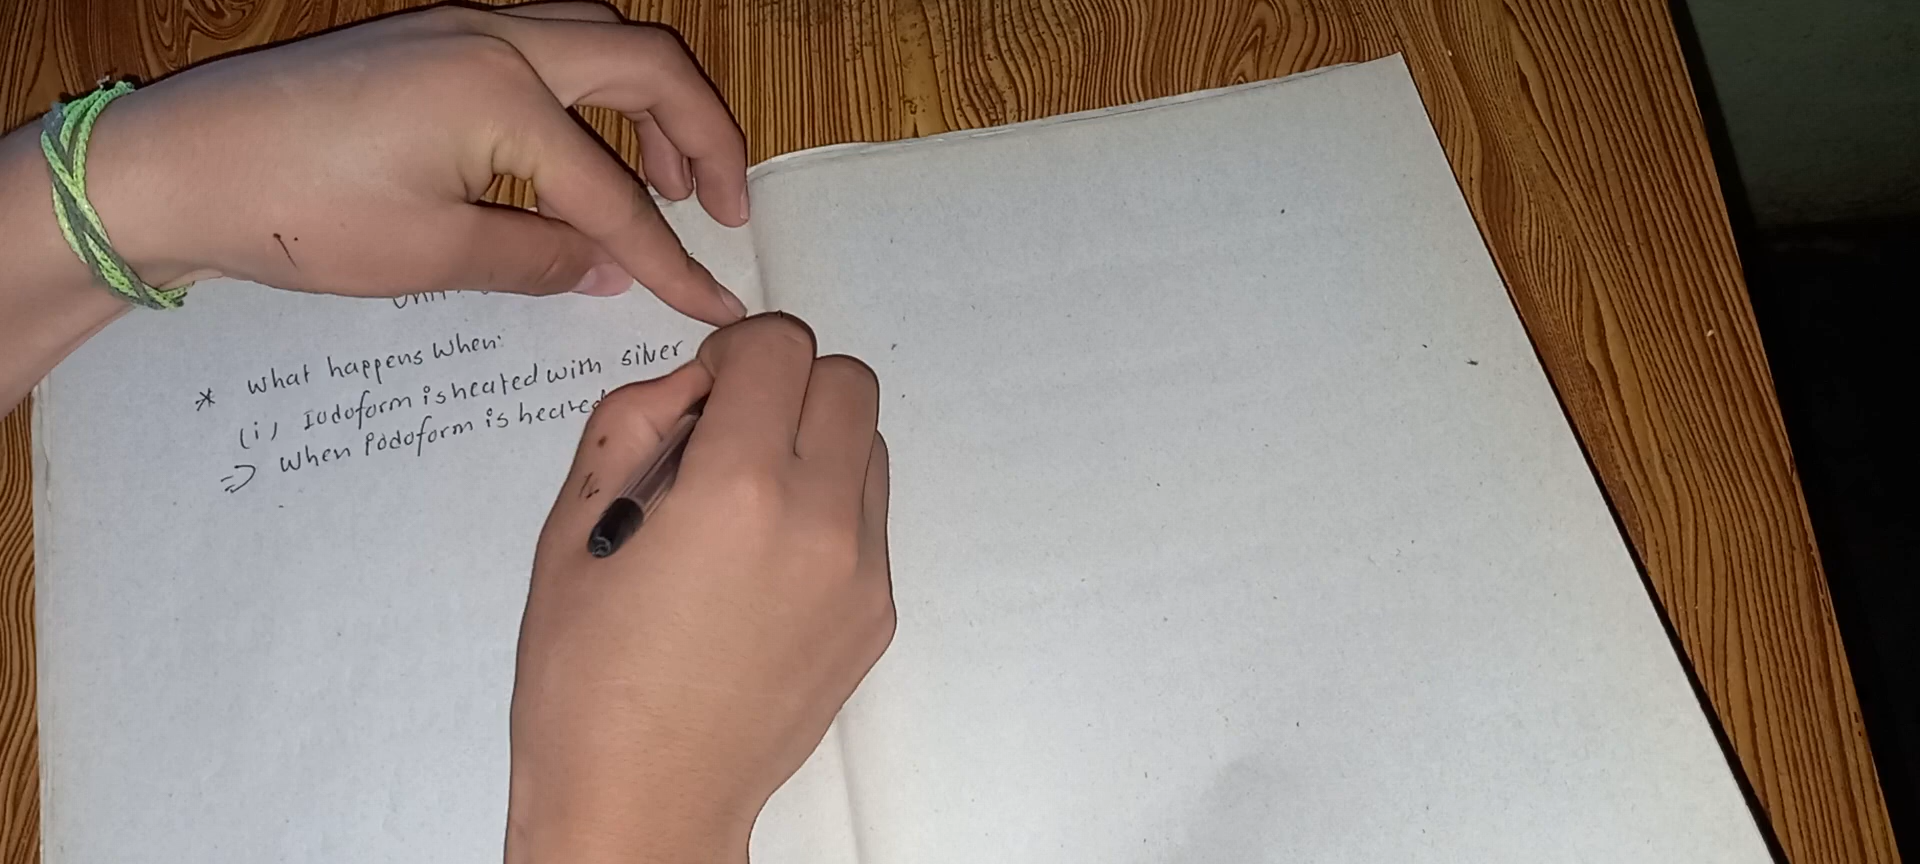 * What happens when:
(i) Iodoform is heated with silver
=> When Iodoform is heated